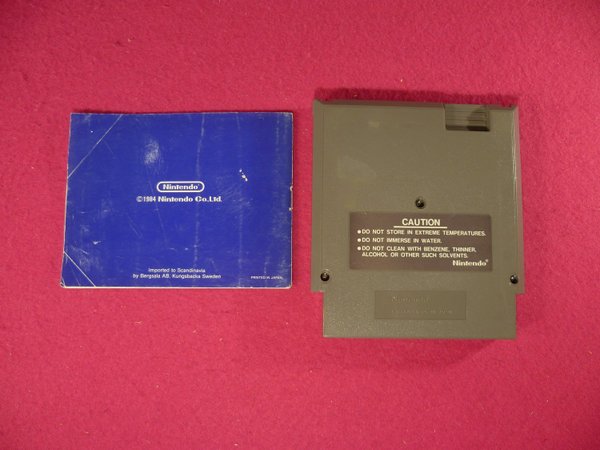 Nintendo
©1984 Nintendo Co.Ltd.
Imported to Scandinavia
by Bergsala AB, Kungsbacka Sweden
PRINTED IN JAPAN
CAUTION
●DO NOT STORE IN EXTREME TEMPERATURES.
●DO NOT IMMERSE IN WATER.
●DO NOT CLEAN WITH BENZENE, THINNER,
ALCOHOL OR OTHER SUCH SOLVENTS.
Nintendo®
Nintendo